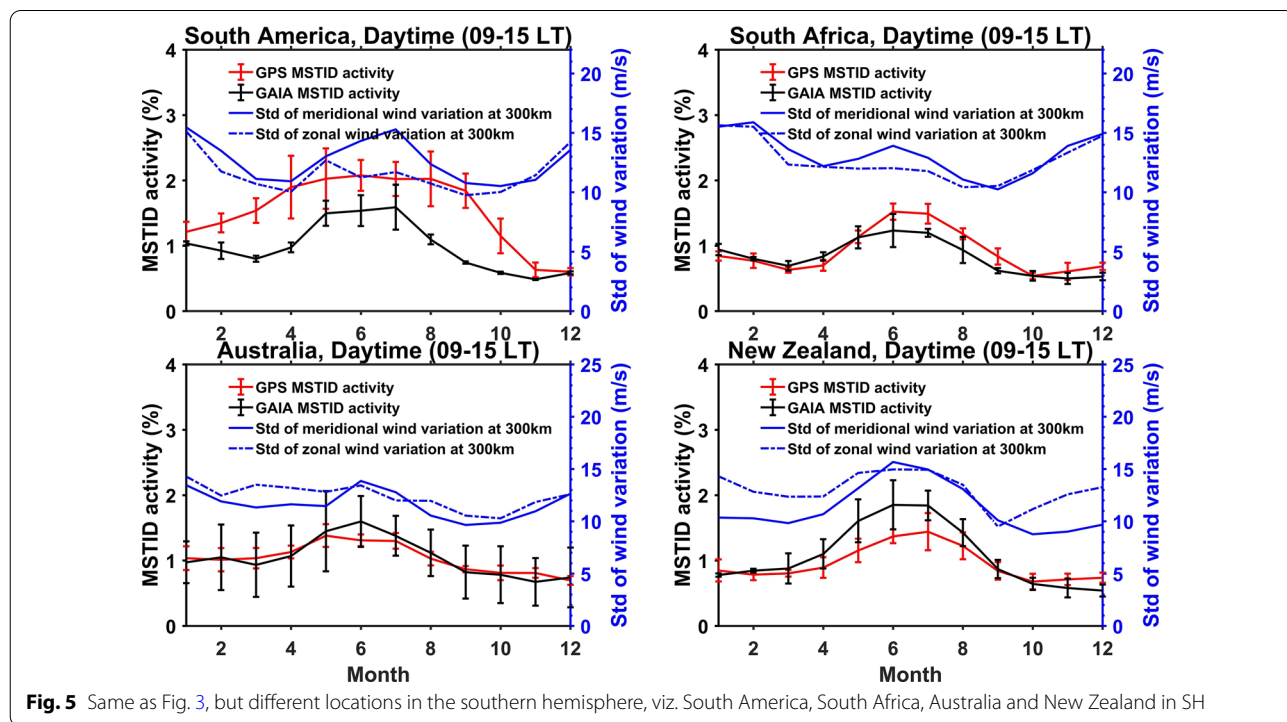 South America, Daytime (09-15 LT)
4
3
2
1
0
MSTID activity (%)
GPS MSTID activity
GAIA MSTID activity
Std of meridional wind variation at 300km
Std of zonal wind variation at 300km
20
15
10
5
0
Std of wind variation (m/s)
2 4 6 8 10 12
South Africa, Daytime (09-15 LT)
4
3
2
1
0
MSTID activity (%)
GPS MSTID activity
GAIA MSTID activity
Std of meridional wind variation at 300km
Std of zonal wind variation at 300km
20
15
10
5
0
Std of wind variation (m/s)
2 4 6 8 10 12
Australia, Daytime (09-15 LT)
4
3
2
1
0
MSTID activity (%)
GPS MSTID activity
GAIA MSTID activity
Std of meridional wind variation at 300km
Std of zonal wind variation at 300km
25
20
15
10
5
0
Std of wind variation (m/s)
2 4 6 8 10 12
Month
New Zealand, Daytime (09-15 LT)
4
3
2
1
0
MSTID activity (%)
GPS MSTID activity
GAIA MSTID activity
Std of meridional wind variation at 300km
Std of zonal wind variation at 300km
25
20
15
10
5
0
Std of wind variation (m/s)
2 4 6 8 10 12
Month
Fig. 5 Same as Fig. 3, but different locations in the southern hemisphere, viz. South America, South Africa, Australia and New Zealand in SH